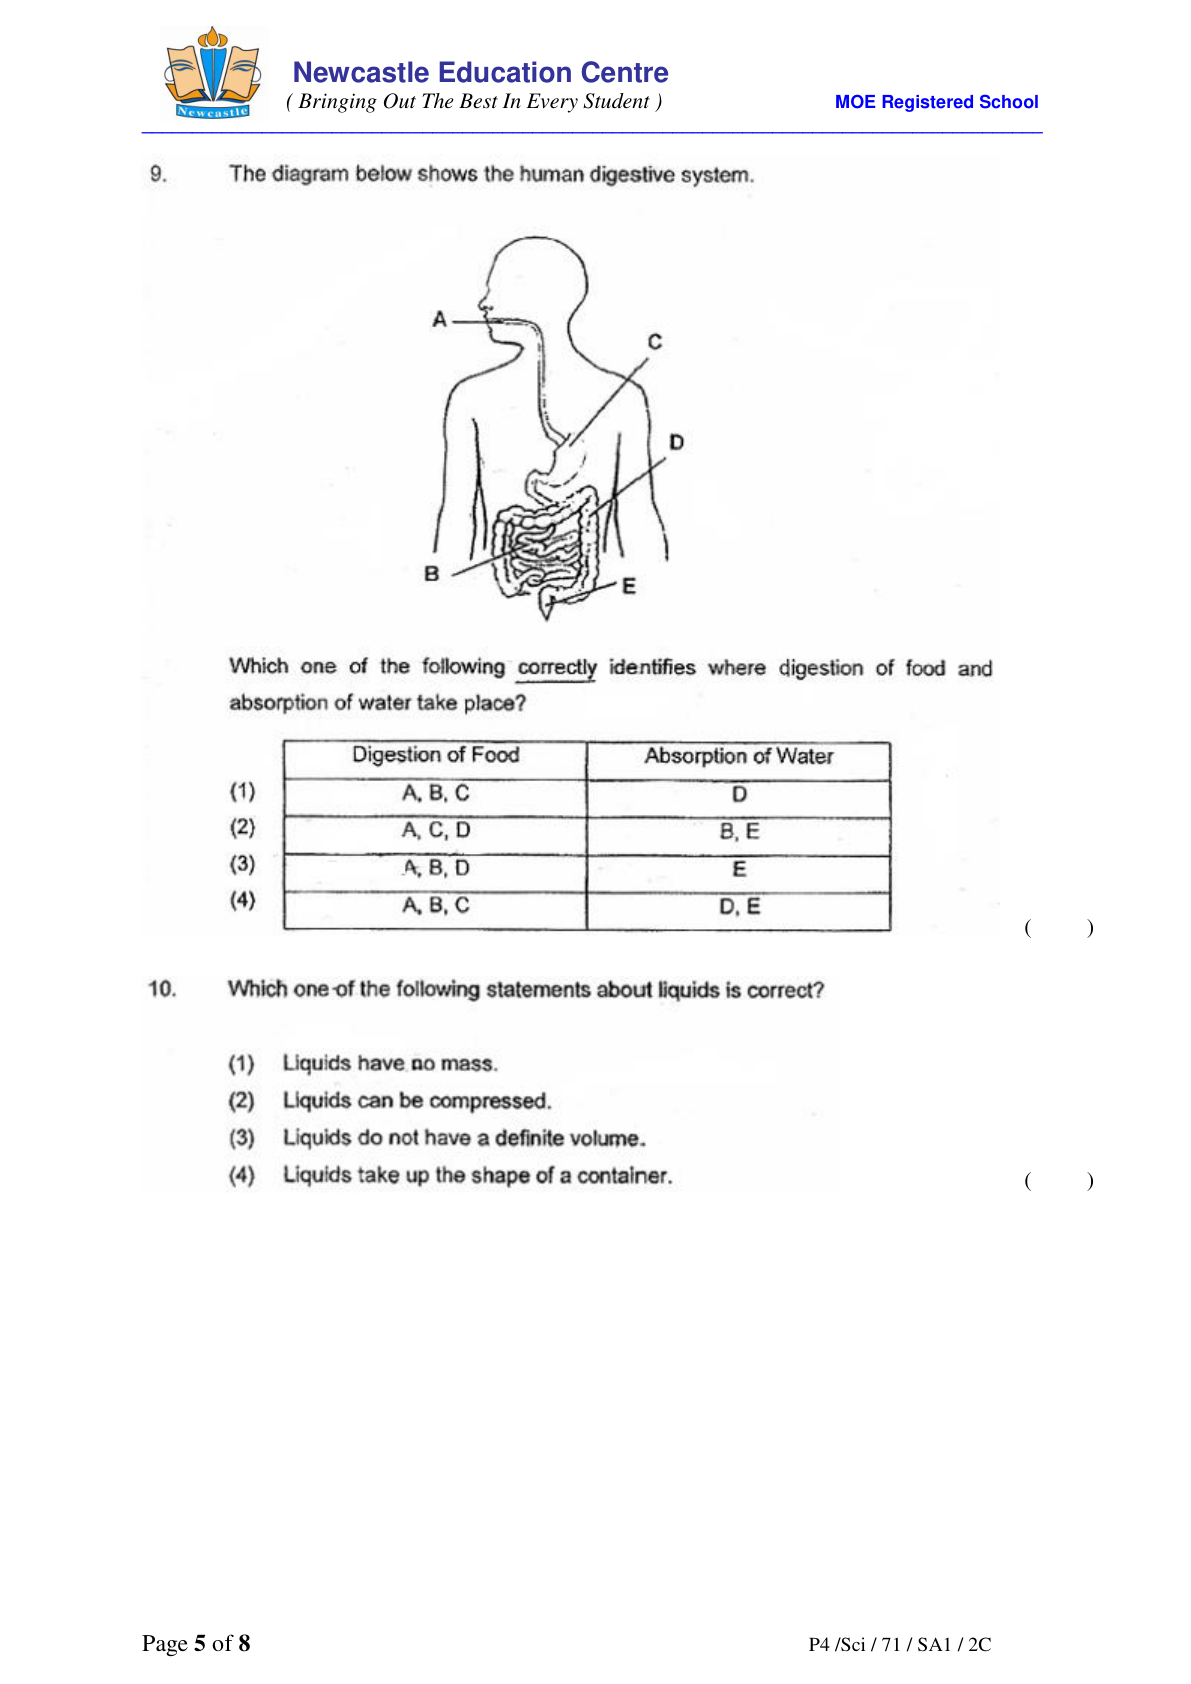 Newcastle
Newcastle Education Centre
( Bringing Out The Best In Every Student )
MOE Registered School
9. The diagram below shows the human digestive system.
A
C
D
B
E
Which one of the following correctly identifies where digestion of food and
absorption of water take place?
Digestion of Food Absorption of Water
(1) A, B, C D
(2) A, C, D B, E
(3) A, B, D E
(4) A, B, C D, E
( )
10. Which one of the following statements about liquids is correct?
(1) Liquids have no mass.
(2) Liquids can be compressed.
(3) Liquids do not have a definite volume.
(4) Liquids take up the shape of a container.
( )
Page 5 of 8
P4 /Sci / 71 / SA1 / 2C